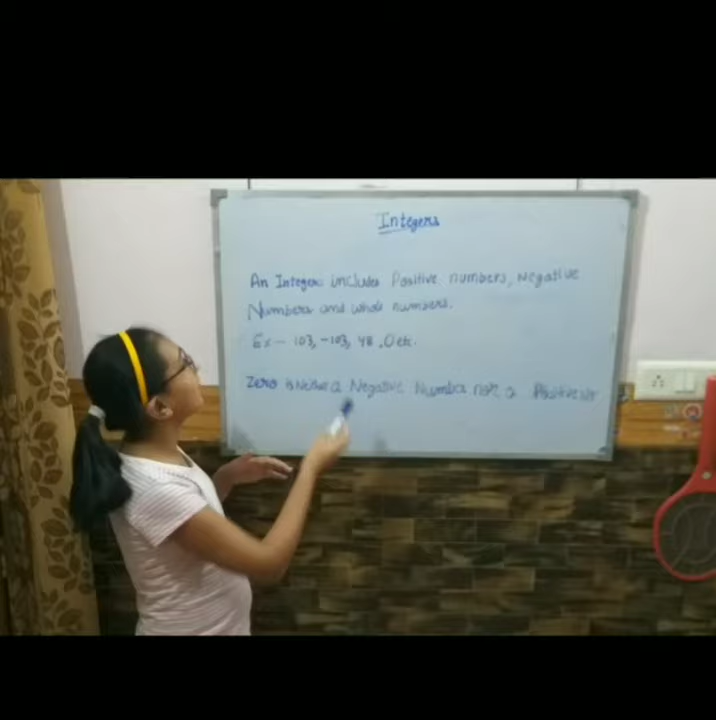 Integers
An Integers includes Positive numbers, Negative
Numbers and whole numbers.
Ex - 103, -103, 48, 0 etc.
Zero is Neither a Negative Number nor a Positive